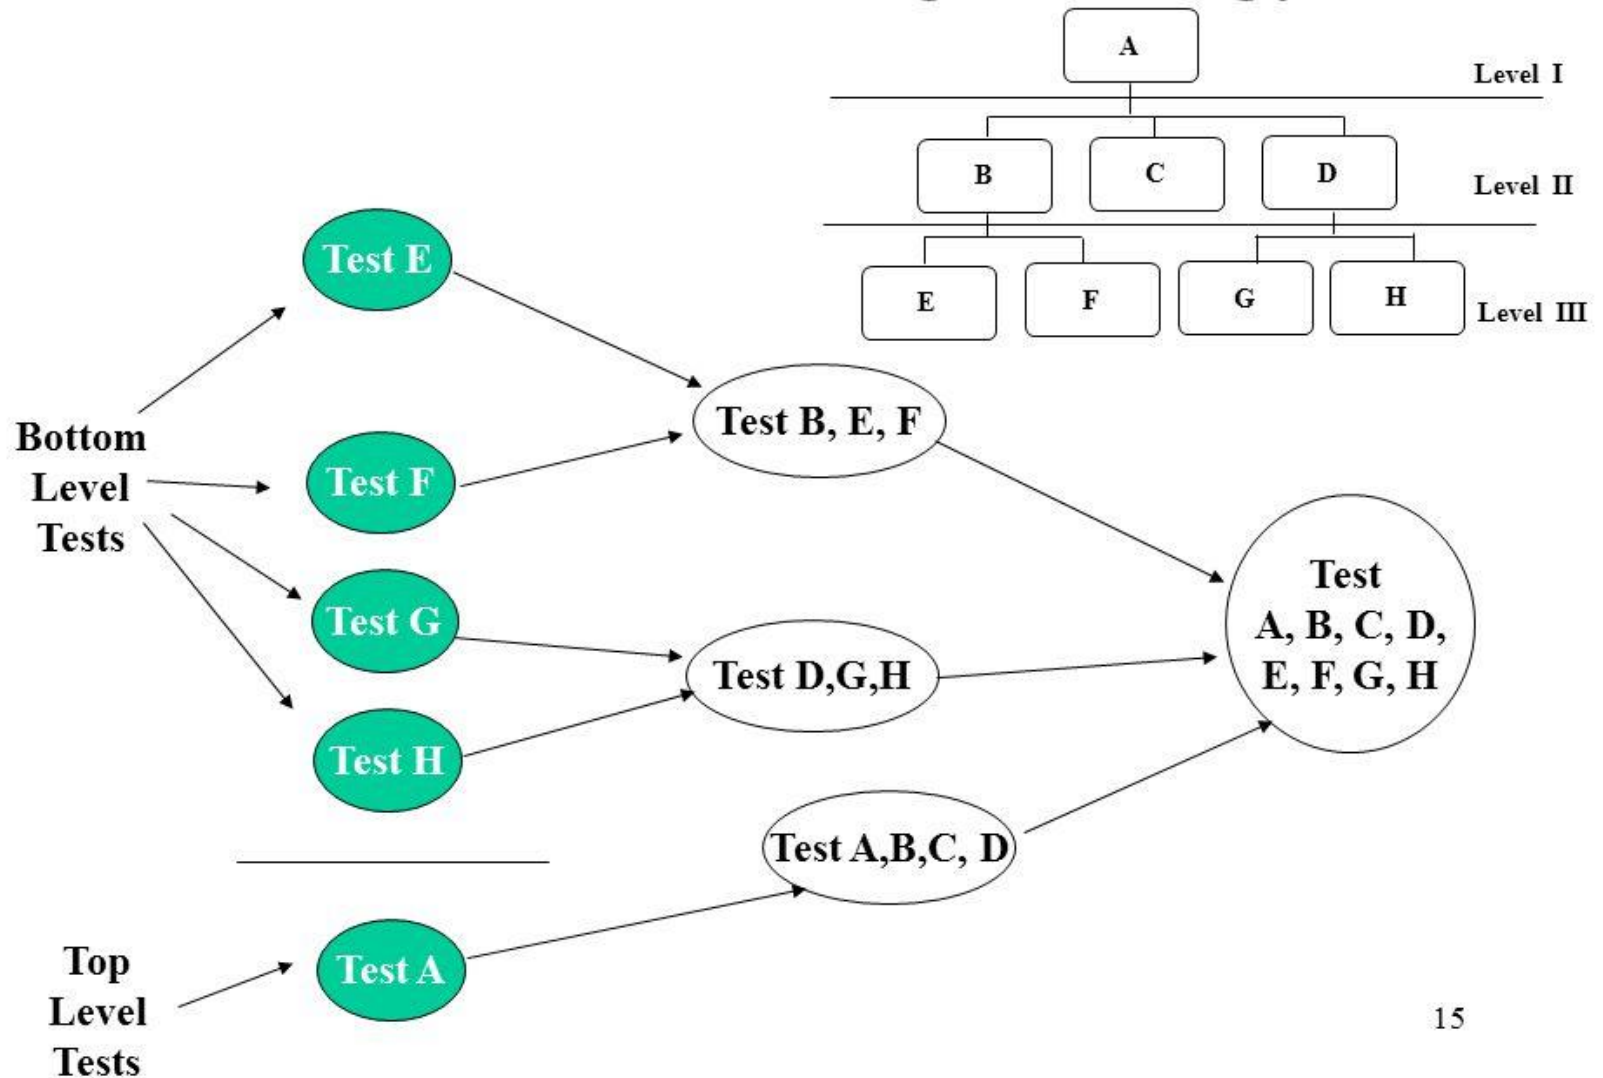 A
Level I
B
C
D
Level II
E
F
G
H
Level III
Test E
Test B, E, F
Bottom
Level
Tests
Test F
Test G
Test D,G,H
Test H
Test
A, B, C, D,
E, F, G, H
Test A,B,C, D
Test A
Top
Level
Tests
15